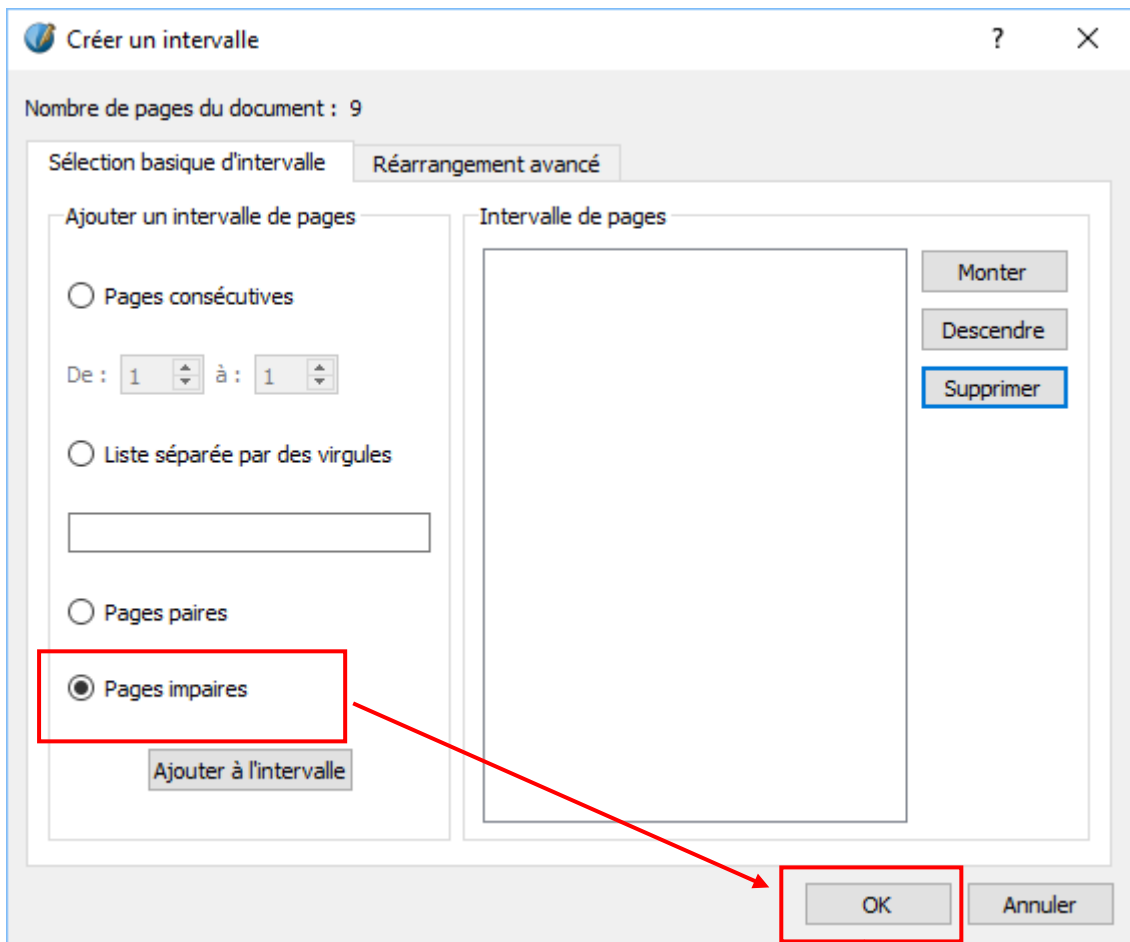 Créer un intervalle
?
Nombre de pages du document : 9
Sélection basique d'intervalle
Réarrangement avancé
Ajouter un intervalle de pages
Pages consécutives
De : 1 à : 1
Liste séparée par des virgules
Pages paires
Pages impaires
Ajouter à l'intervalle
Intervalle de pages
Monter
Descendre
Supprimer
OK
Annuler